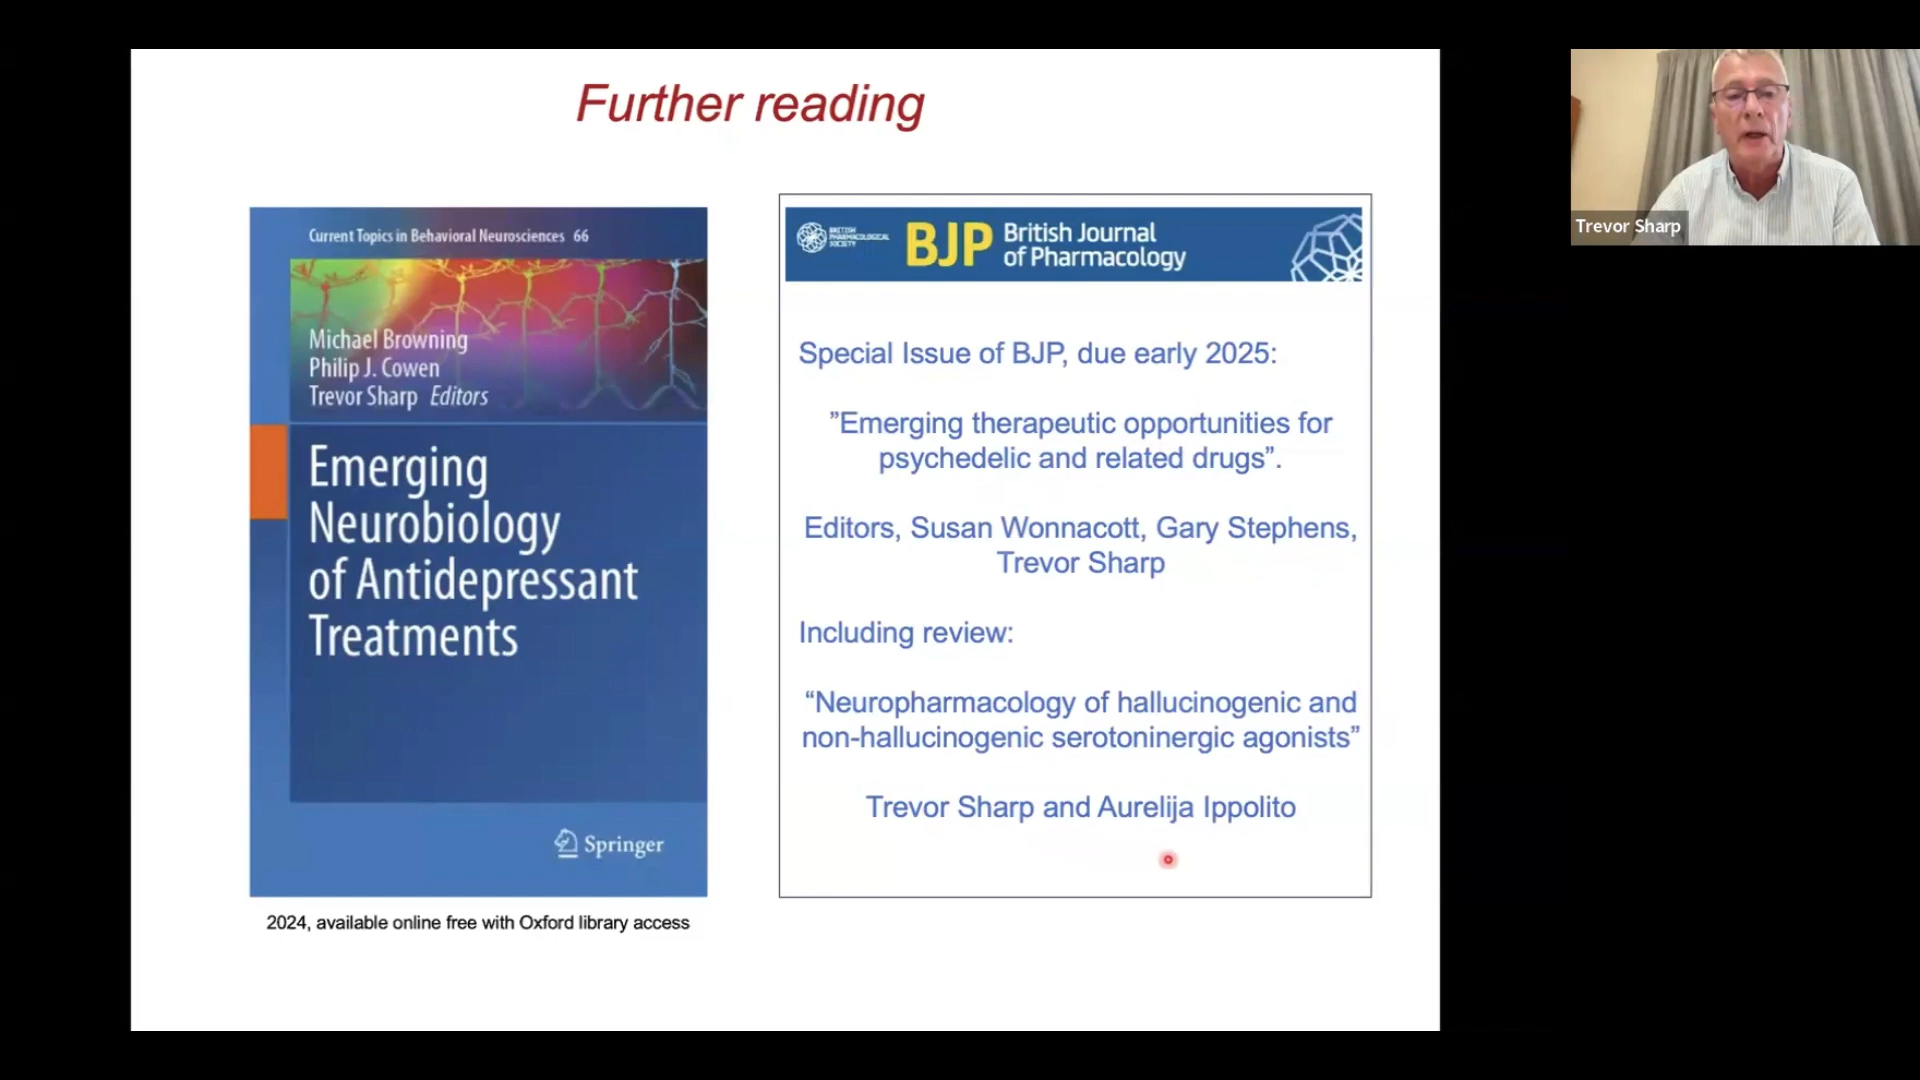 Further reading
Current Topics in Behavioral Neurosciences 66
Michael Browning
Philip J. Cowen
Trevor Sharp Editors
Emerging
Neurobiology
of Antidepressant
Treatments
Springer
2024, available online free with Oxford library access
BRITISH
PHARMACOLOGICAL
SOCIETY
BJP British Journal
of Pharmacology
Special Issue of BJP, due early 2025:
”Emerging therapeutic opportunities for
psychedelic and related drugs”.
Editors, Susan Wonnacott, Gary Stephens,
Trevor Sharp
Including review:
“Neuropharmacology of hallucinogenic and
non-hallucinogenic serotoninergic agonists”
Trevor Sharp and Aurelija Ippolito
Trevor Sharp